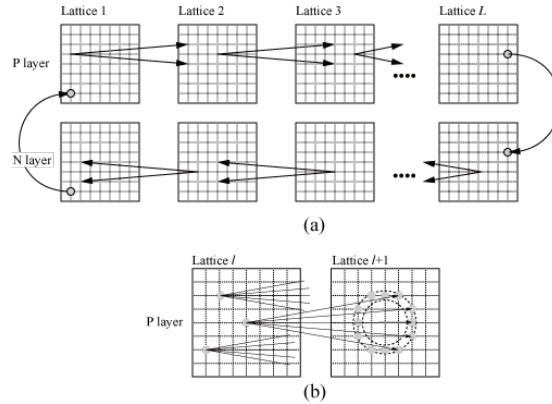 Lattice 1 Lattice 2 Lattice 3 Lattice L
P layer
N layer
(a)
Lattice l Lattice l+1
P layer
(b)